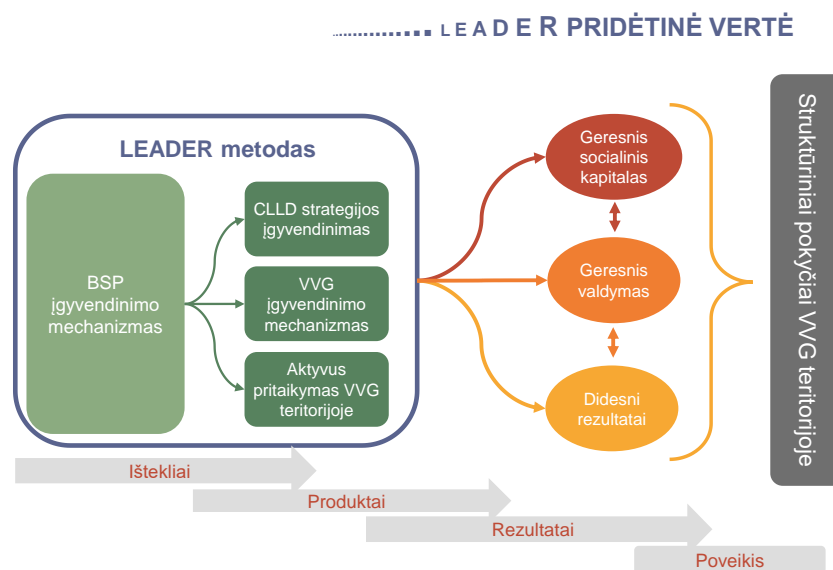 LEADER PRIDĖTINĖ VERTĖ
LEADER metodas
BSP
įgyvendinimo
mechanizmas
CLLD strategijos
įgyvendinimas
VVG
įgyvendinimo
mechanizmas
Aktyvus
pritaikymas VVG
teritorijoje
Geresnis
socialinis
kapitalas
Geresnis
valdymas
Didesni
rezultatai
Struktūriniai pokyčiai VVG teritorijoje
Ištekliai
Produktai
Rezultatai
Poveikis